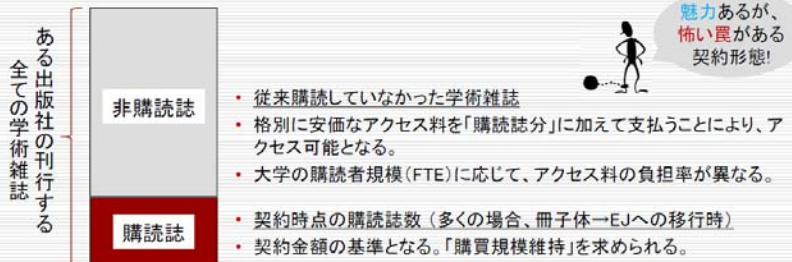 魅力あるが、
怖い罠がある
契約形態!
ある出版社の刊行する
全ての学術雑誌
非購読誌
• 従来購読していなかった学術雑誌
• 格別に安価なアクセス料を「購読誌分」に加えて支払うことにより、ア
クセス可能となる。
• 大学の購読者規模(FTE)に応じて、アクセス料の負担率が異なる。
購読誌
• 契約時点の購読誌数(多くの場合、冊子体→EJへの移行時)
• 契約金額の基準となる。「購買規模維持」を求められる。